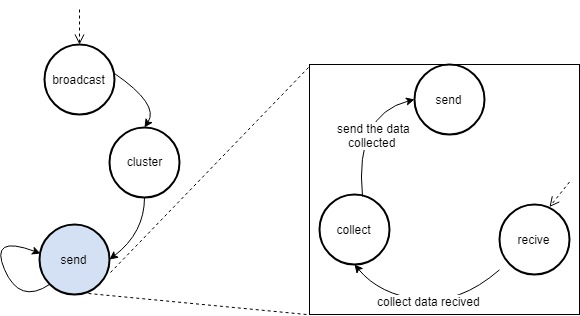 broadcast
cluster
send
send
send the data
collected
collect
recive
collect data recived